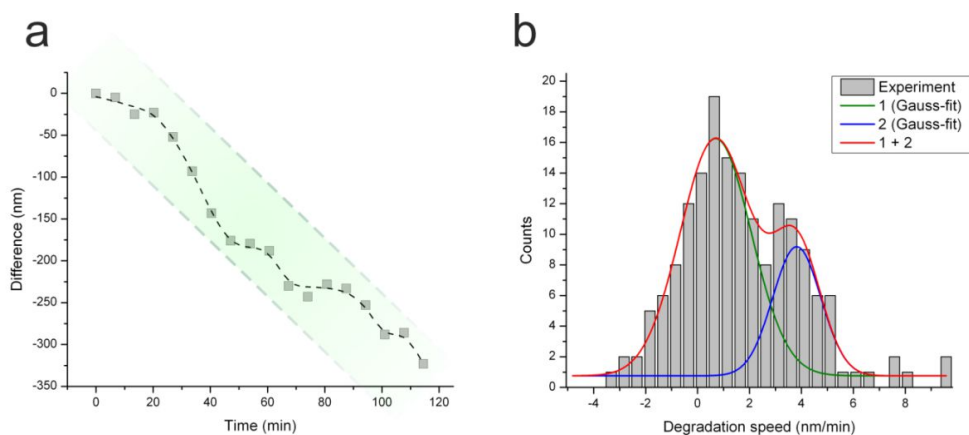 a
0
-50
-100
-150
-200
-250
-300
-350
Difference (nm)
0 20 40 60 80 100 120
Time (min)
b
20
18
16
14
12
10
8
6
4
2
0
Counts
-4 -2 0 2 4 6 8
Degradation speed (nm/min)
Experiment
1 (Gauss-fit)
2 (Gauss-fit)
1 + 2